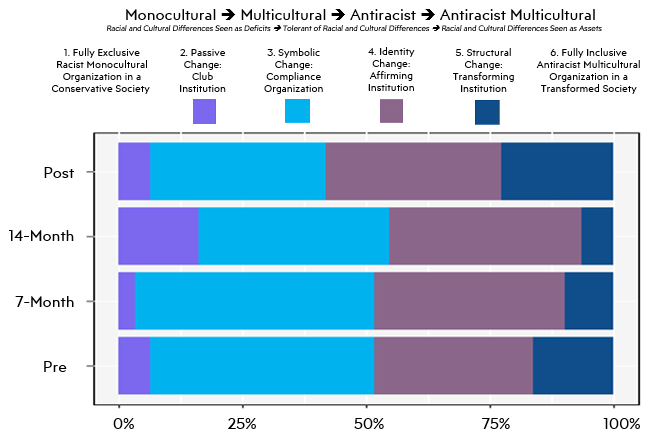 Monocultural ➔ Multicultural ➔ Antiracist ➔ Antiracist Multicultural
Racial and Cultural Differences Seen as Deficits ➔ Tolerant of Racial and Cultural Differences ➔ Racial and Cultural Differences Seen as Assets
1. Fully Exclusive
Racist Monocultural
Organization in a
Conservative Society
2. Passive
Change:
Club
Institution
3. Symbolic
Change:
Compliance
Organization
4. Identity
Change:
Affirming
Institution
5. Structural
Change:
Transforming
Institution
6. Fully Inclusive
Antiracist Multicultural
Organization in a
Transformed Society
Post
14-Month
7-Month
Pre
0%
25%
50%
75%
100%